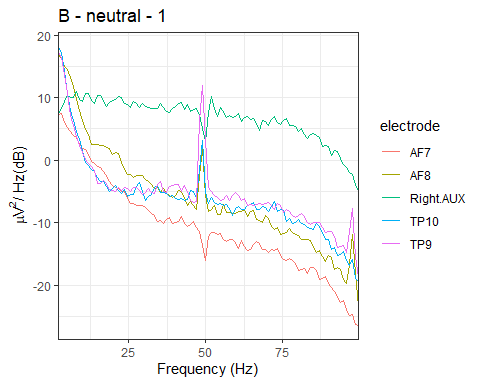 B - neutral - 1
20
10
0
-10
-20
μV²/ Hz(dB)
25
50
75
Frequency (Hz)
electrode
AF7
AF8
Right.AUX
TP10
TP9